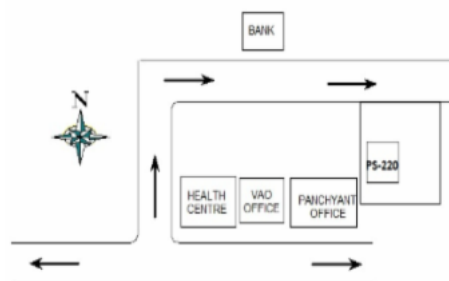 BANK
N
PS-220
HEALTH
CENTRE
VAO
OFFICE
PANCHYANT
OFFICE